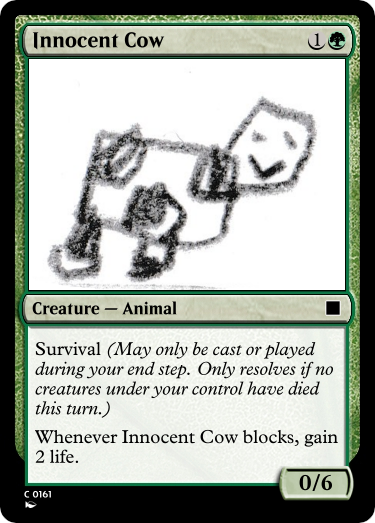 Innocent Cow 1
Creature — Animal
Survival (May only be cast or played
during your end step. Only resolves if no
creatures under your control have died
this turn.)
Whenever Innocent Cow blocks, gain
2 life.
0/6
C 0161